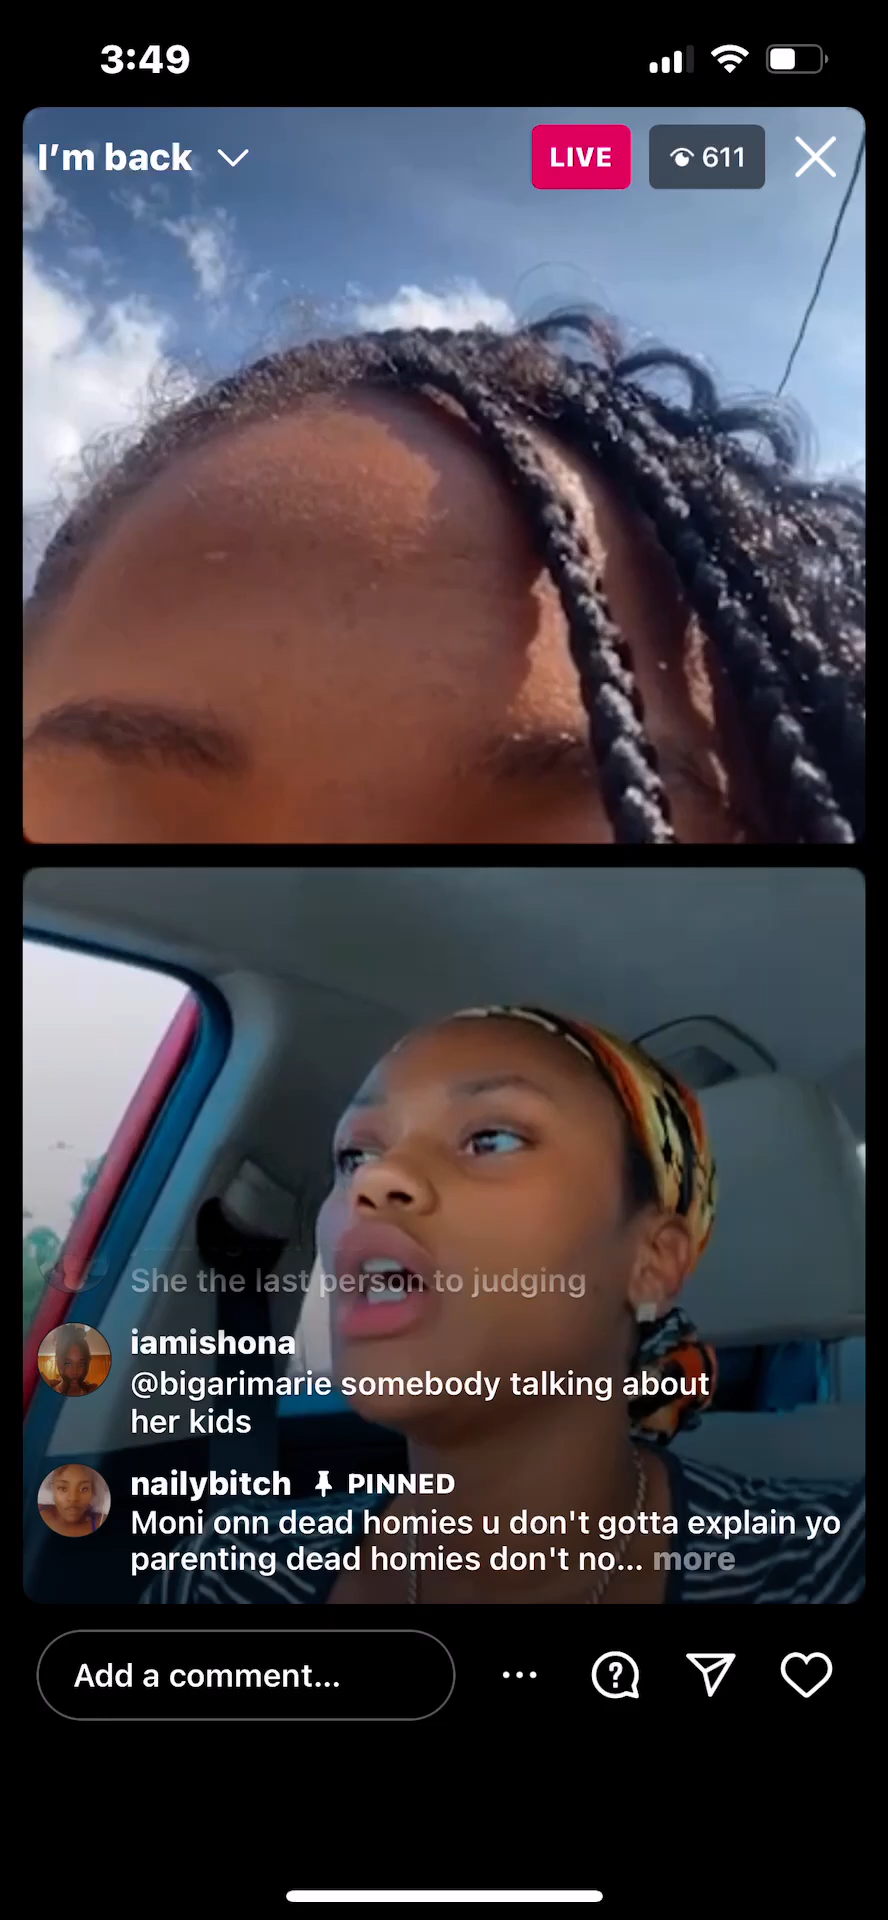 3:49
I’m back
LIVE
611
She the last person to judging
iamishona
@bigarimarie somebody talking about
her kids
nailybitch PINNED
Moni onn dead homies u don't gotta explain yo
parenting dead homies don't no... more
Add a comment...